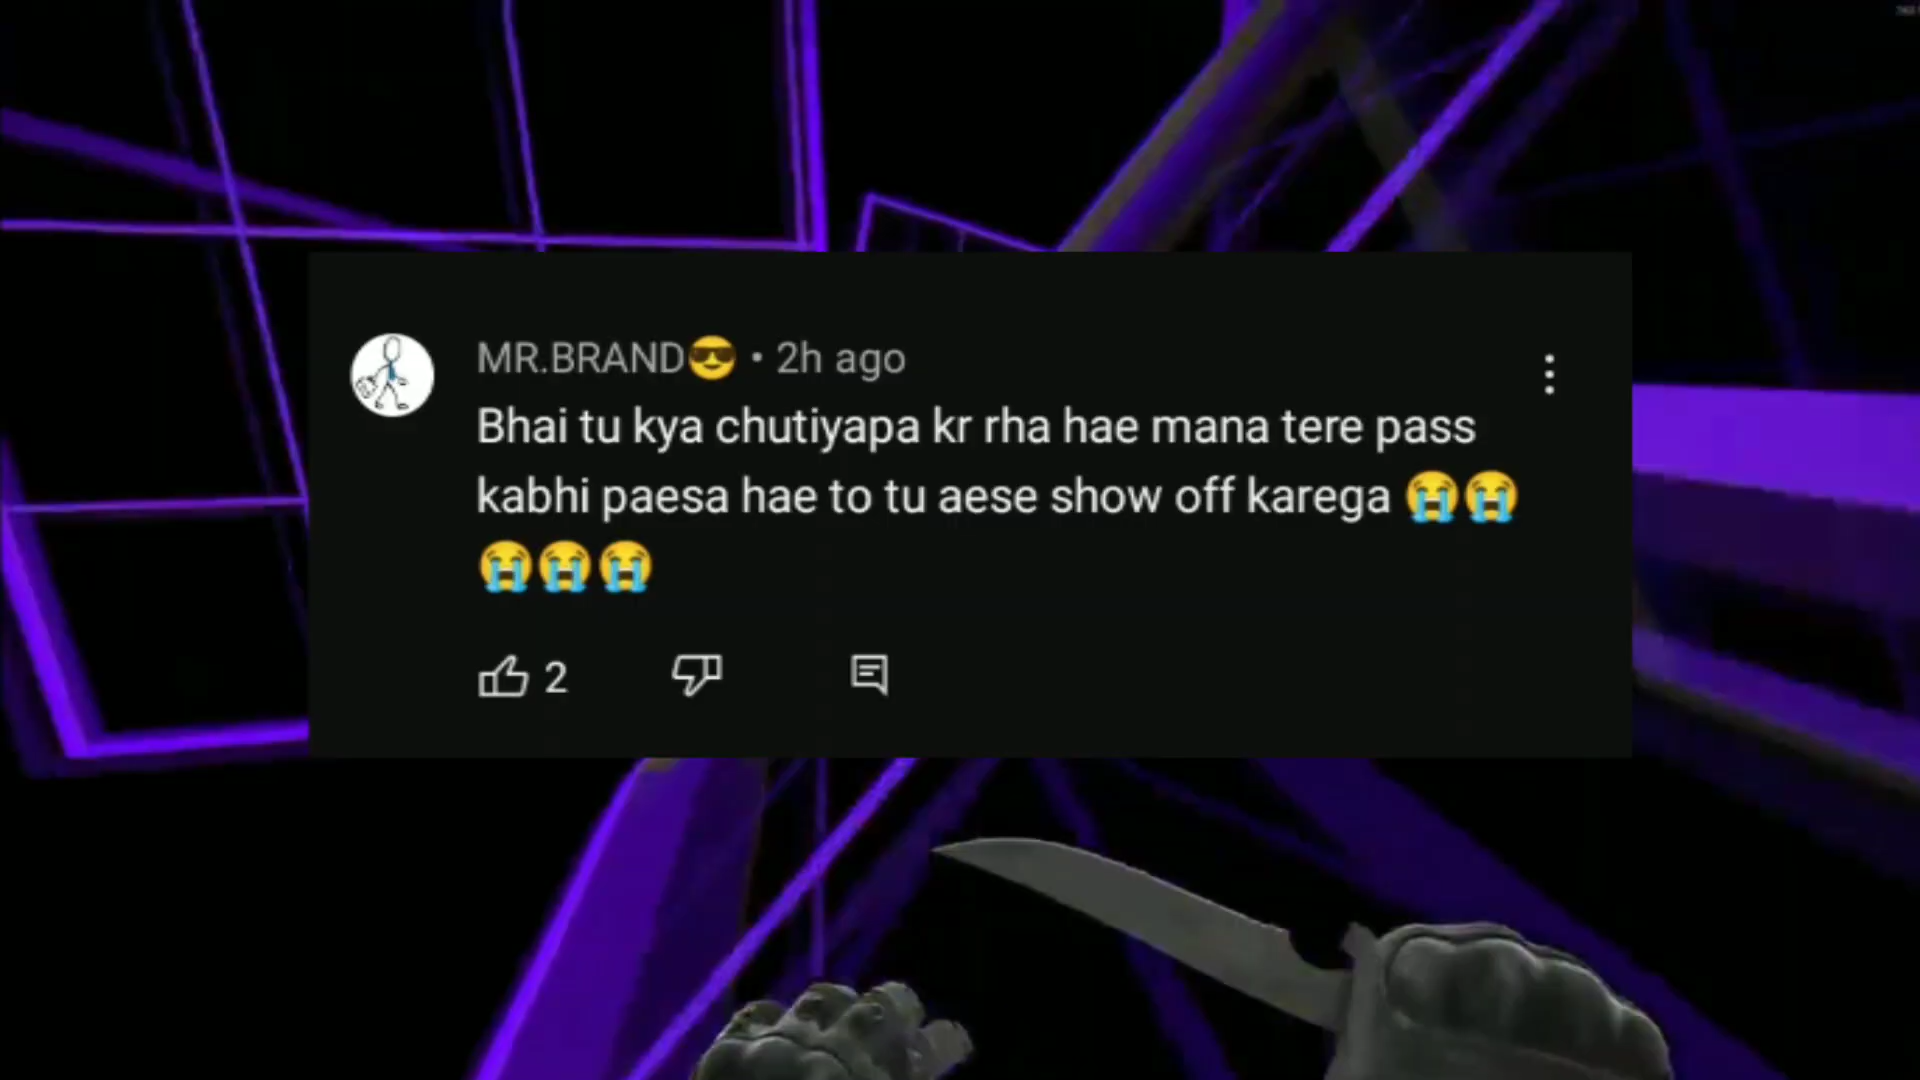 MR.BRAND😎 • 2h ago
Bhai tu kya chutiyapa kr rha hae mana tere pass
kabhi paesa hae to tu aese show off karega 😭😭
😭😭😭
2